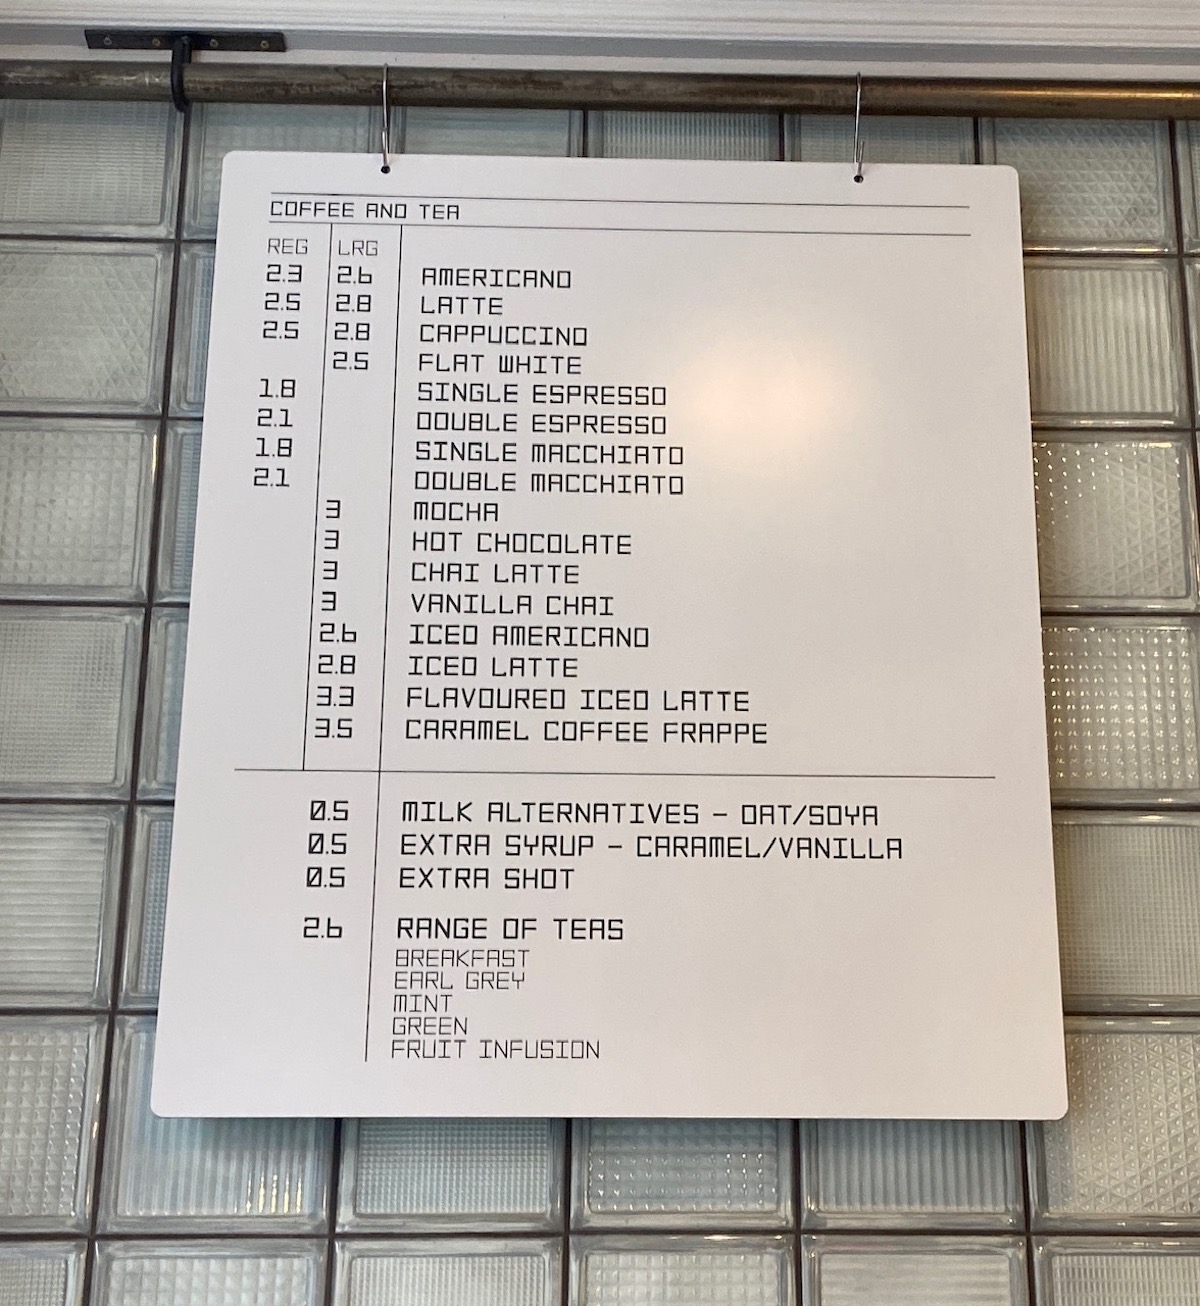 COFFEE AND TEA
REG LRG
2.3 2.6 AMERICANO
2.5 2.8 LATTE
2.5 2.8 CAPPUCCINO
2.5 FLAT WHITE
1.8 SINGLE ESPRESSO
2.1 DOUBLE ESPRESSO
1.8 SINGLE MACCHIATO
2.1 DOUBLE MACCHIATO
3 MOCHA
3 HOT CHOCOLATE
3 CHAI LATTE
3 VANILLA CHAI
2.6 ICED AMERICANO
2.8 ICED LATTE
3.3 FLAVOURED ICED LATTE
3.5 CARAMEL COFFEE FRAPPE
0.5 MILK ALTERNATIVES - OAT/SOYA
0.5 EXTRA SYRUP - CARAMEL/VANILLA
0.5 EXTRA SHOT
2.6 RANGE OF TEAS
BREAKFAST
EARL GREY
MINT
GREEN
FRUIT INFUSION